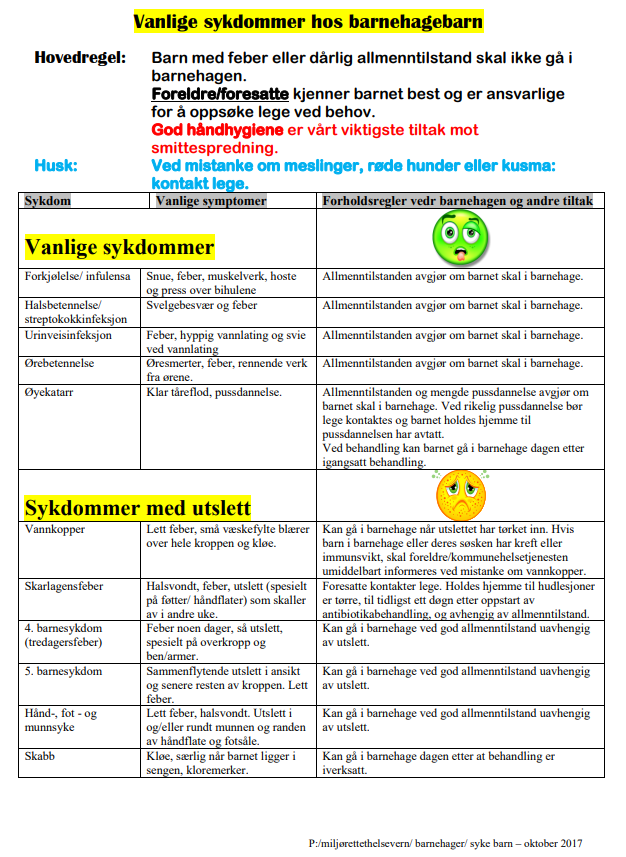 Vanlige sykdommer hos barnehagebarn
Hovedregel: Barn med feber eller dårlig allmenntilstand skal ikke gå i
barnehagen.
Foreldre/foresatte kjenner barnet best og er ansvarlige
for å oppsøke lege ved behov.
God håndhygiene er vårt viktigste tiltak mot
smittespredning.
Husk: Ved mistanke om meslinger, røde hunder eller kusma:
kontakt lege.
Sykdom Vanlige symptomer Forholdsregler vedr barnehagen og andre tiltak
Vanlige sykdommer
Forkjølelse/ infulensa
Snue, feber, muskelverk, hoste
og press over bihulene
Allmenntilstanden avgjør om barnet skal i barnehage.
Halsbetennelse/
streptokokkinfeksjon
Svelgebesvær og feber
Allmenntilstanden avgjør om barnet skal i barnehage.
Urinveisinfeksjon
Feber, hyppig vannlating og svie
ved vannlating
Allmenntilstanden avgjør om barnet skal i barnehage.
Ørebetennelse
Øresmerter, feber, rennende verk
fra ørene.
Allmenntilstanden avgjør om barnet skal i barnehage.
Øyekatarr
Klar tåreflod, pussdannelse.
Allmenntilstanden og mengde pussdannelse avgjør om
barnet skal i barnehage. Ved rikelig pussdannelse bør
lege kontaktes og barnet holdes hjemme til
pussdannelsen har avtatt.
Ved behandling kan barnet gå i barnehage dagen etter
igangsatt behandling.
Sykdommer med utslett
Vannkopper
Lett feber, små væskefylte blærer
over hele kroppen og kløe.
Kan gå i barnehage når utslettet har tørket inn. Hvis
barn i barnehage eller deres søsken har kreft eller
immunsvikt, skal foreldre/kommunehelsetjenesten
umiddelbart informeres ved mistanke om vannkopper.
Skarlagensfeber
Halsvondt, feber, utslett (spesielt
på føtter/ håndflater) som skaller
av i andre uke.
Foresatte kontakter lege. Holdes hjemme til hudlesjoner
er tørre, til tidligst ett døgn etter oppstart av
antibiotikabehandling, og avhengig av allmenntilstand.
4. barnesykdom
(tredagersfeber)
Feber noen dager, så utslett,
spesielt på overkropp og
ben/armer.
Kan gå i barnehage ved god allmenntilstand uavhengig
av utslett.
5. barnesykdom
Sammenflytende utslett i ansikt
og senere resten av kroppen. Lett
feber.
Kan gå i barnehage ved god allmenntilstand uavhengig
av utslett.
Hånd-, fot - og
munnsyke
Lett feber, halsvondt. Utslett i
og/eller rundt munnen og randen
av håndflate og fotsåle.
Kan gå i barnehage ved god allmenntilstand uavhengig
av utslett.
Skabb
Kløe, særlig når barnet ligger i
sengen, kloremerker.
Kan gå i barnehage dagen etter at behandling er
iverksatt.
P:/miljørettethelsevern/ barnehager/ syke barn – oktober 2017